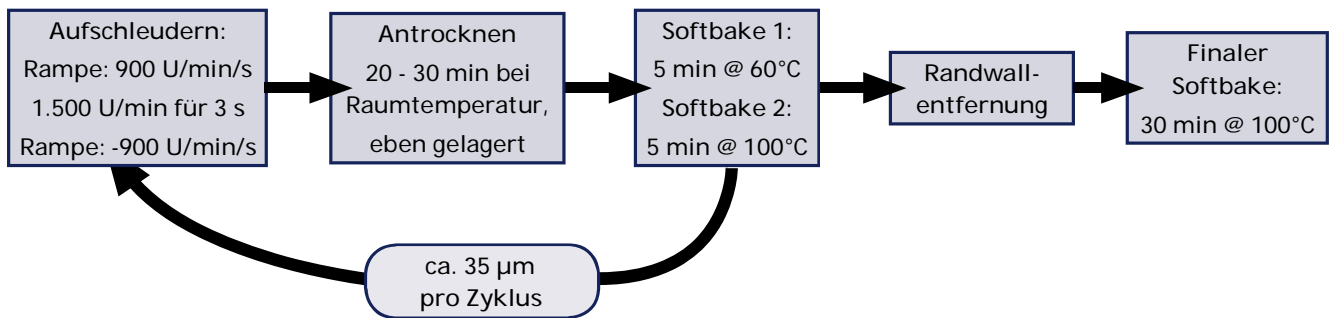 Aufschleudern:
Rampe: 900 U/min/s
1.500 U/min für 3 s
Rampe: -900 U/min/s
Antrocknen
20 - 30 min bei
Raumtemperatur,
eben gelagert
Softbake 1:
5 min @ 60°C
Softbake 2:
5 min @ 100°C
Randwall-
entfernung
Finaler
Softbake:
30 min @ 100°C
ca. 35 µm
pro Zyklus